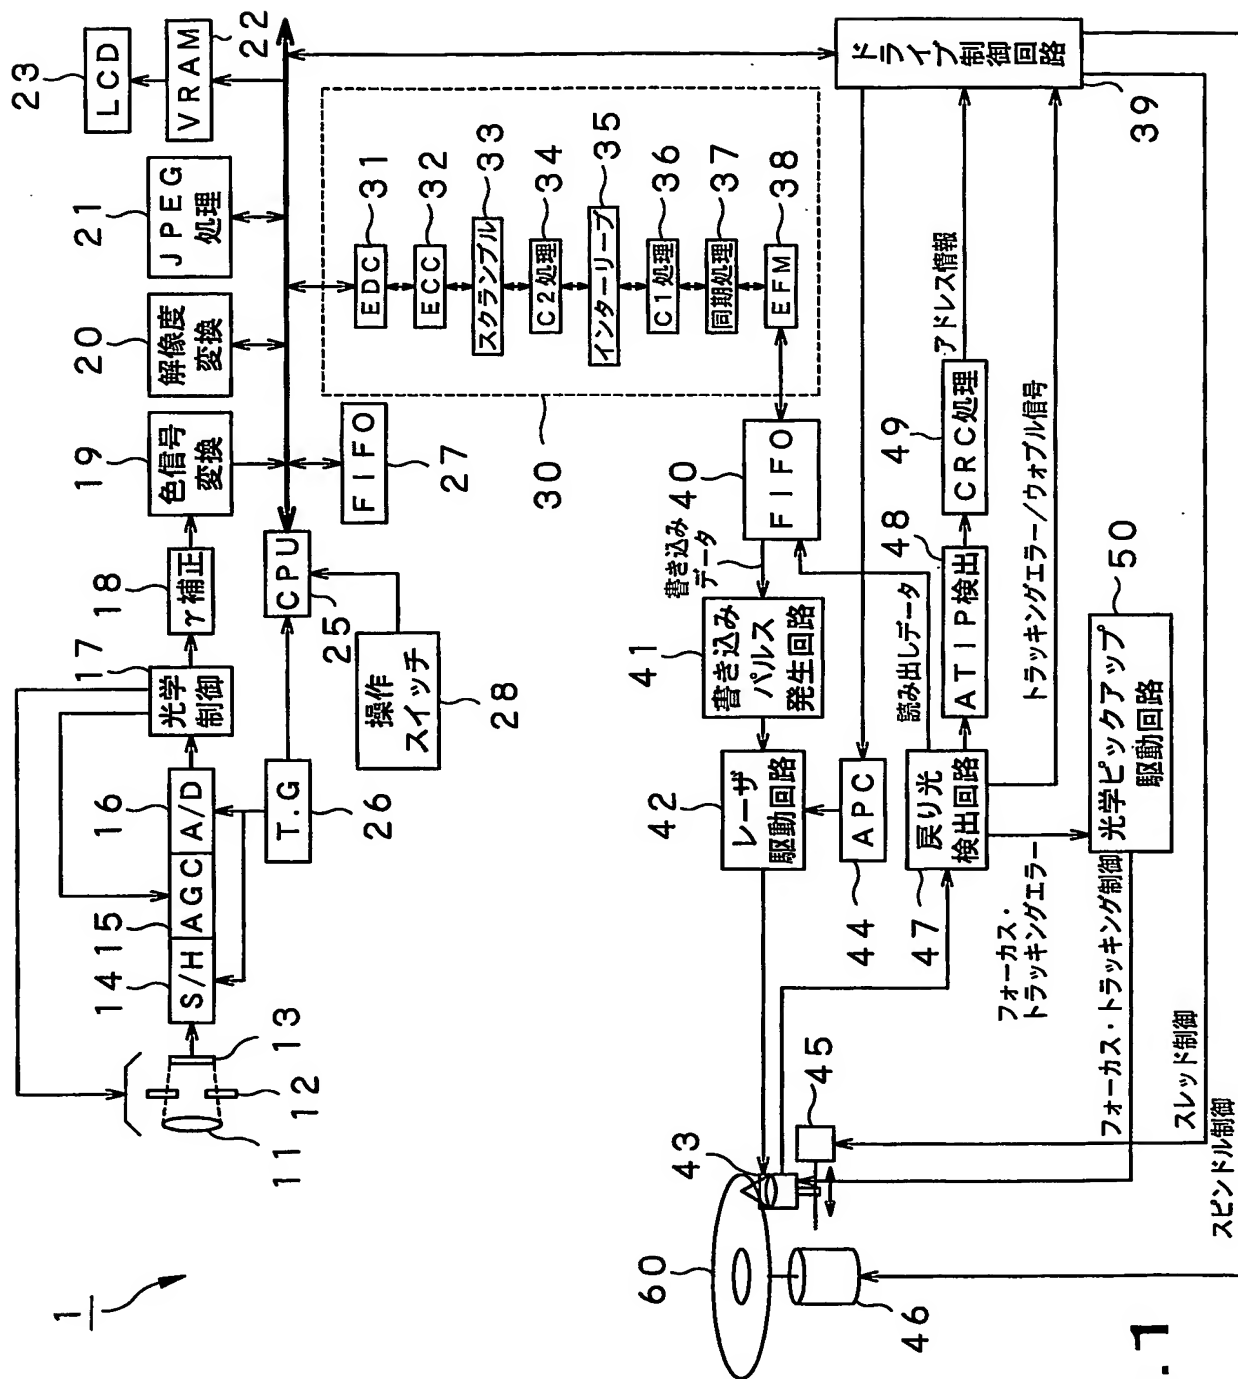 1
11
12
13
14
S/H
15
AGC
16
A/D
17
光学
制御
18
γ補正
19
色信号
変換
20
解像度
変換
21
JPEG
処理
22
VRAM
23
LCD
T.G
26
CPU
25
操作
スイッチ
28
FIFO
27
30
EDC
31
ECC
32
スクランブル
33
C2処理
34
インターリーブ
35
C1処理
36
同期処理
37
EFM
38
ドライブ
制御回路
39
FIFO
40
書き込み
データ
書き込み
パルス
発生回路
41
レーザ
駆動回路
42
43
APC
44
45
46
戻り光
検出回路
47
読み出しデータ
ATIP検出
48
CRC処理
49
アドレス情報
トラッキングエラー/ウォブル信号
フォーカス・
トラッキングエラー
光学ピックアップ
駆動回路
50
フォーカス・トラッキング制御
スレッド制御
スピンドル制御
60
.1